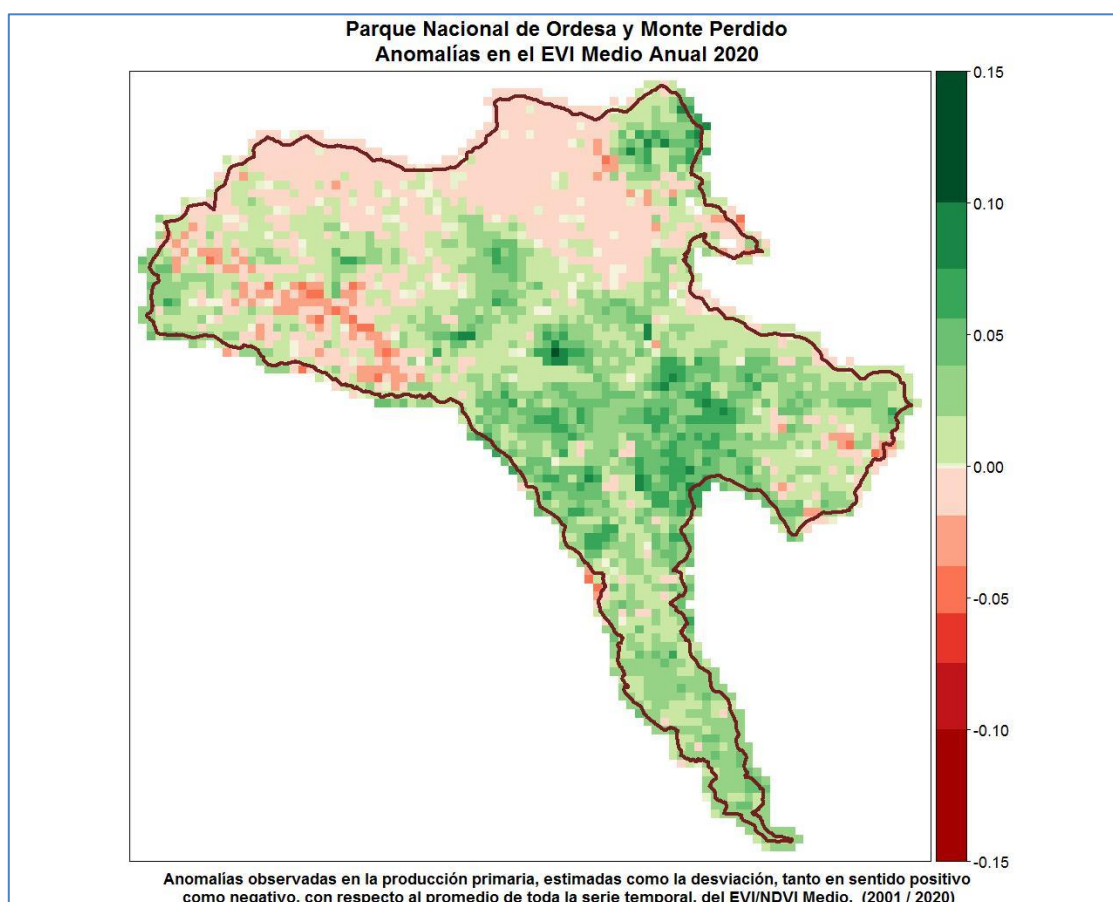 Parque Nacional de Ordesa y Monte Perdido
Anomalías en el EVI Medio Anual 2020
0.15
0.10
0.05
0.00
-0.05
-0.10
-0.15
Anomalías observadas en la producción primaria, estimadas como la desviación, tanto en sentido positivo
como negativo, con respecto al promedio de toda la serie temporal, del EVI/NDVI Medio. (2001 / 2020)